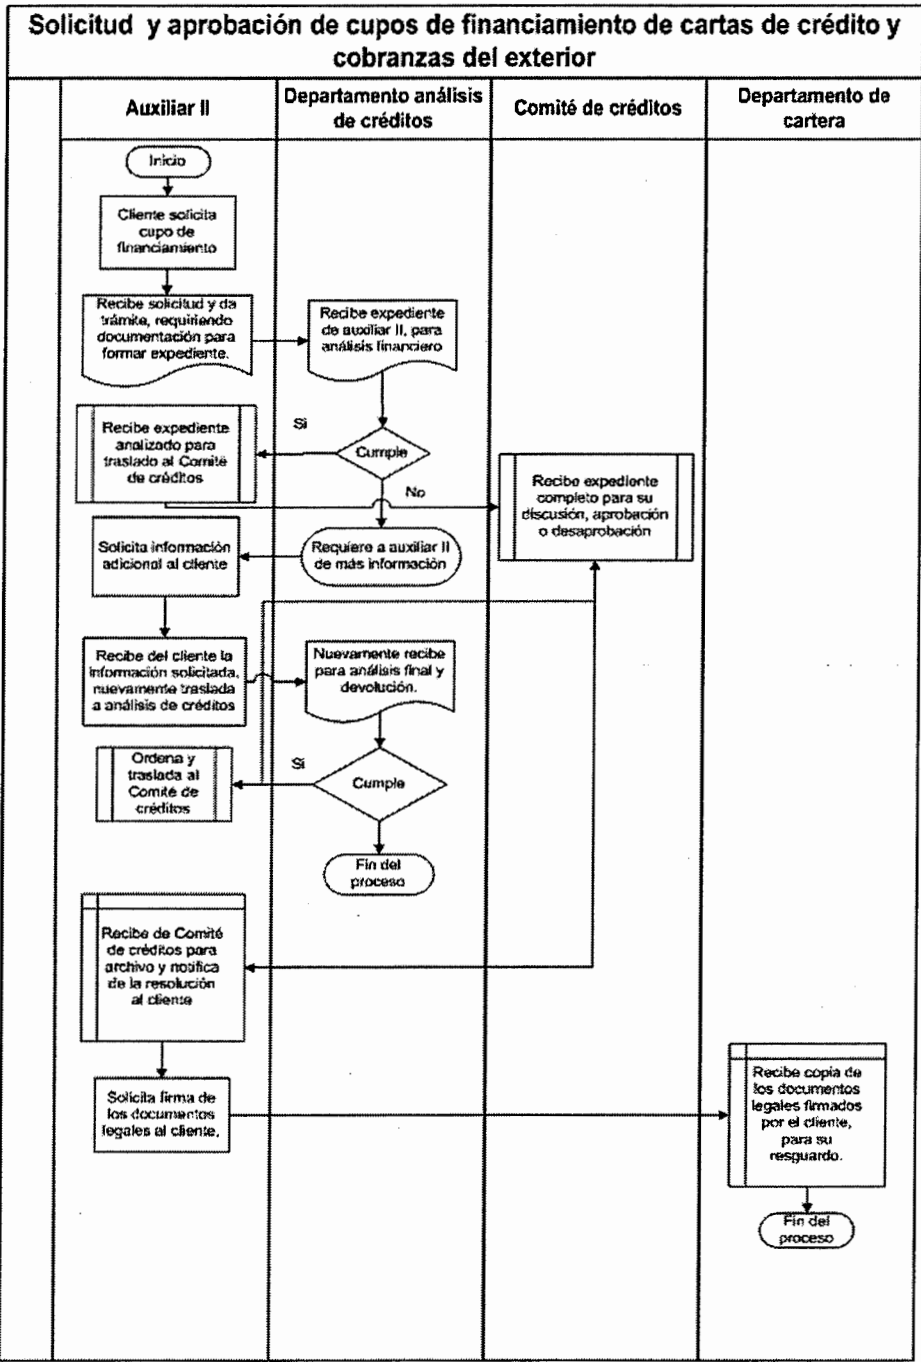 Solicitud y aprobación de cupos de financiamiento de cartas de crédito y
cobranzas del exterior
Auxiliar II
Departamento análisis
de créditos
Comité de créditos
Departamento de
cartera
Inicio
Cliente solicita
cupo de
financiamiento
Recibe solicitud y da
trámite, requiriendo
documentación para
formar expediente.
Recibe expediente
de auxiliar II, para
análisis financiero
Recibe expediente
analizado para
traslado al Comité
de créditos
Si
Cumple
No
Recibe expediente
completo para su
discusión, aprobación
o desaprobación
Solicita información
adicional al cliente
Requiere a auxiliar II
de más información
Recibe del cliente la
información solicitada,
nuevamente traslada
a análisis de créditos
Nuevamente recibe
para análisis final y
devolución.
Ordena y
traslada al
Comité de
créditos
Si
Cumple
Fin del
proceso
Recibe de Comité
de créditos para
archivo y notifica
de la resolución
al cliente
Solicita firma de
los documentos
legales al cliente.
Recibe copia de
los documentos
legales firmados
por el cliente,
para su
resguardo.
Fin del
proceso